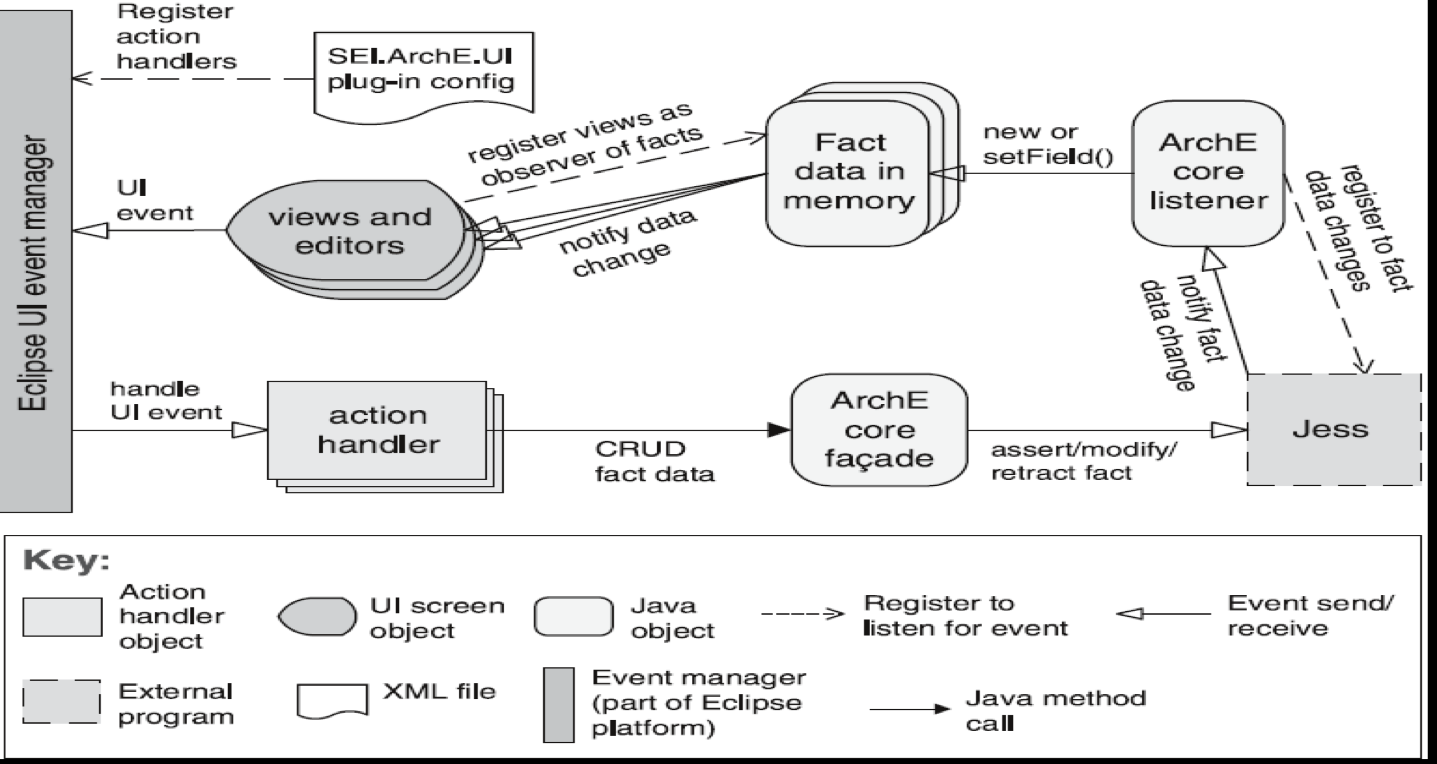 Register
action
handlers
SEI.ArchE.UI
plug-in config
register views as
observer of facts
Fact
data in
memory
new or
setField()
ArchE
core
listener
register to fact
data changes
Eclipse UI event manager
UI
event
views and
editors
notify data
change
notify fact
data change
handle
UI event
action
handler
CRUD
fact data
ArchE
core
façade
assert/modify/
retract fact
Jess
Key:
Action
handler
object
UI screen
object
Java
object
Register to
listen for event
Event send/
receive
External
program
XML file
Event manager
(part of Eclipse
platform)
Java method
call